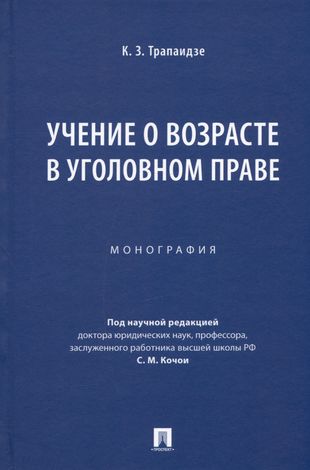 К. З. Трапаидзе
УЧЕНИЕ О ВОЗРАСТЕ
В УГОЛОВНОМ ПРАВЕ
МОНОГРАФИЯ
Под научной редакцией
доктора юридических наук, профессора,
заслуженного работника высшей школы РФ
С. М. Кочои
ПРОСПЕКТ